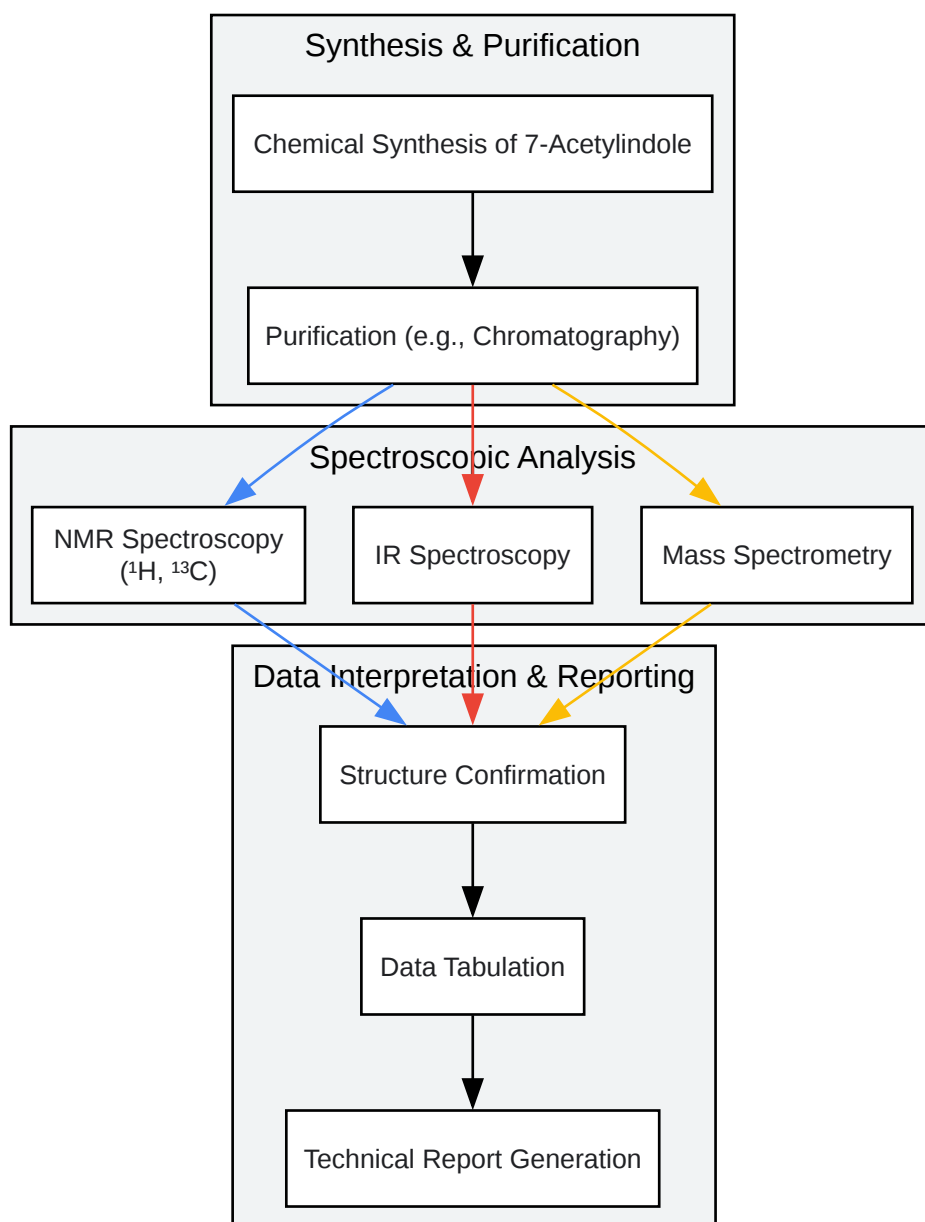 Synthesis & Purification
Chemical Synthesis of 7-Acetylindole
Purification (e.g., Chromatography)
Spectroscopic Analysis
NMR Spectroscopy
(¹H, ¹³C)
IR Spectroscopy
Mass Spectrometry
Data Interpretation & Reporting
Structure Confirmation
Data Tabulation
Technical Report Generation